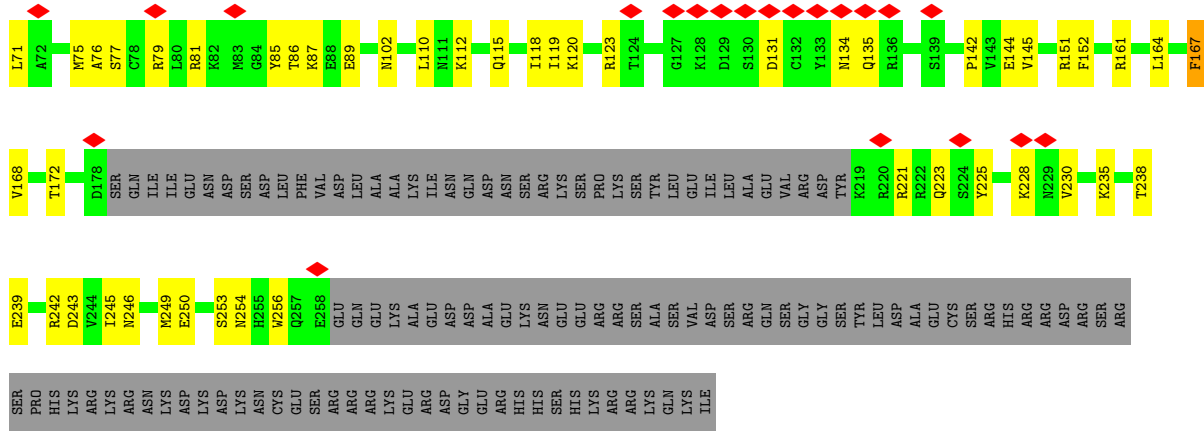 L71 A72 M75 A76 S77 C78 R79 L80 R81 K82 M83 G84 Y85 T86 K87 E88 E89 N102 L110 N111 K112 Q115 I118 I119 K120 R123 T124 G127 K128 D129 S130 D131 C132 Y133 N134 Q135 R136 S139 P142 V143 E144 V145 R151 F152 R161 L164 F167
V168 T172 D178 SER GLN ILE ILE GLU ASN ASP SER ASP LEU PHE VAL ASP LEU ALA ALA LYS ILE ASN GLN ASP ASN SER ARG LYS SER PRO LYS SER TYR LEU GLU ILE LEU ALA GLU VAL ARG ASP TYR K219 R220 R221 R222 Q223 S224 Y225 K228 N229 V230 K235 T238
E239 R242 D243 V244 I245 N246 M249 E250 S253 N254 H255 W256 Q257 E258 GLU GLN GLU LYS ALA GLU ASP ASP ALA GLU LYS ASN GLU GLU ARG ARG SER ALA SER VAL ASP SER ARG GLN SER GLY GLY SER TYR LEU ASP ALA GLU CYS SER ARG HIS ARG ARG ASP ARG SER ARG
SER PRO HIS LYS ARG LYS ARG ASN LYS ASP LYS ASP LYS ASN CYS GLU SER ARG ARG ARG LYS GLU ARG ASP GLY GLU ARG HIS HIS SER HIS LYS ARG ARG LYS GLN LYS ILE